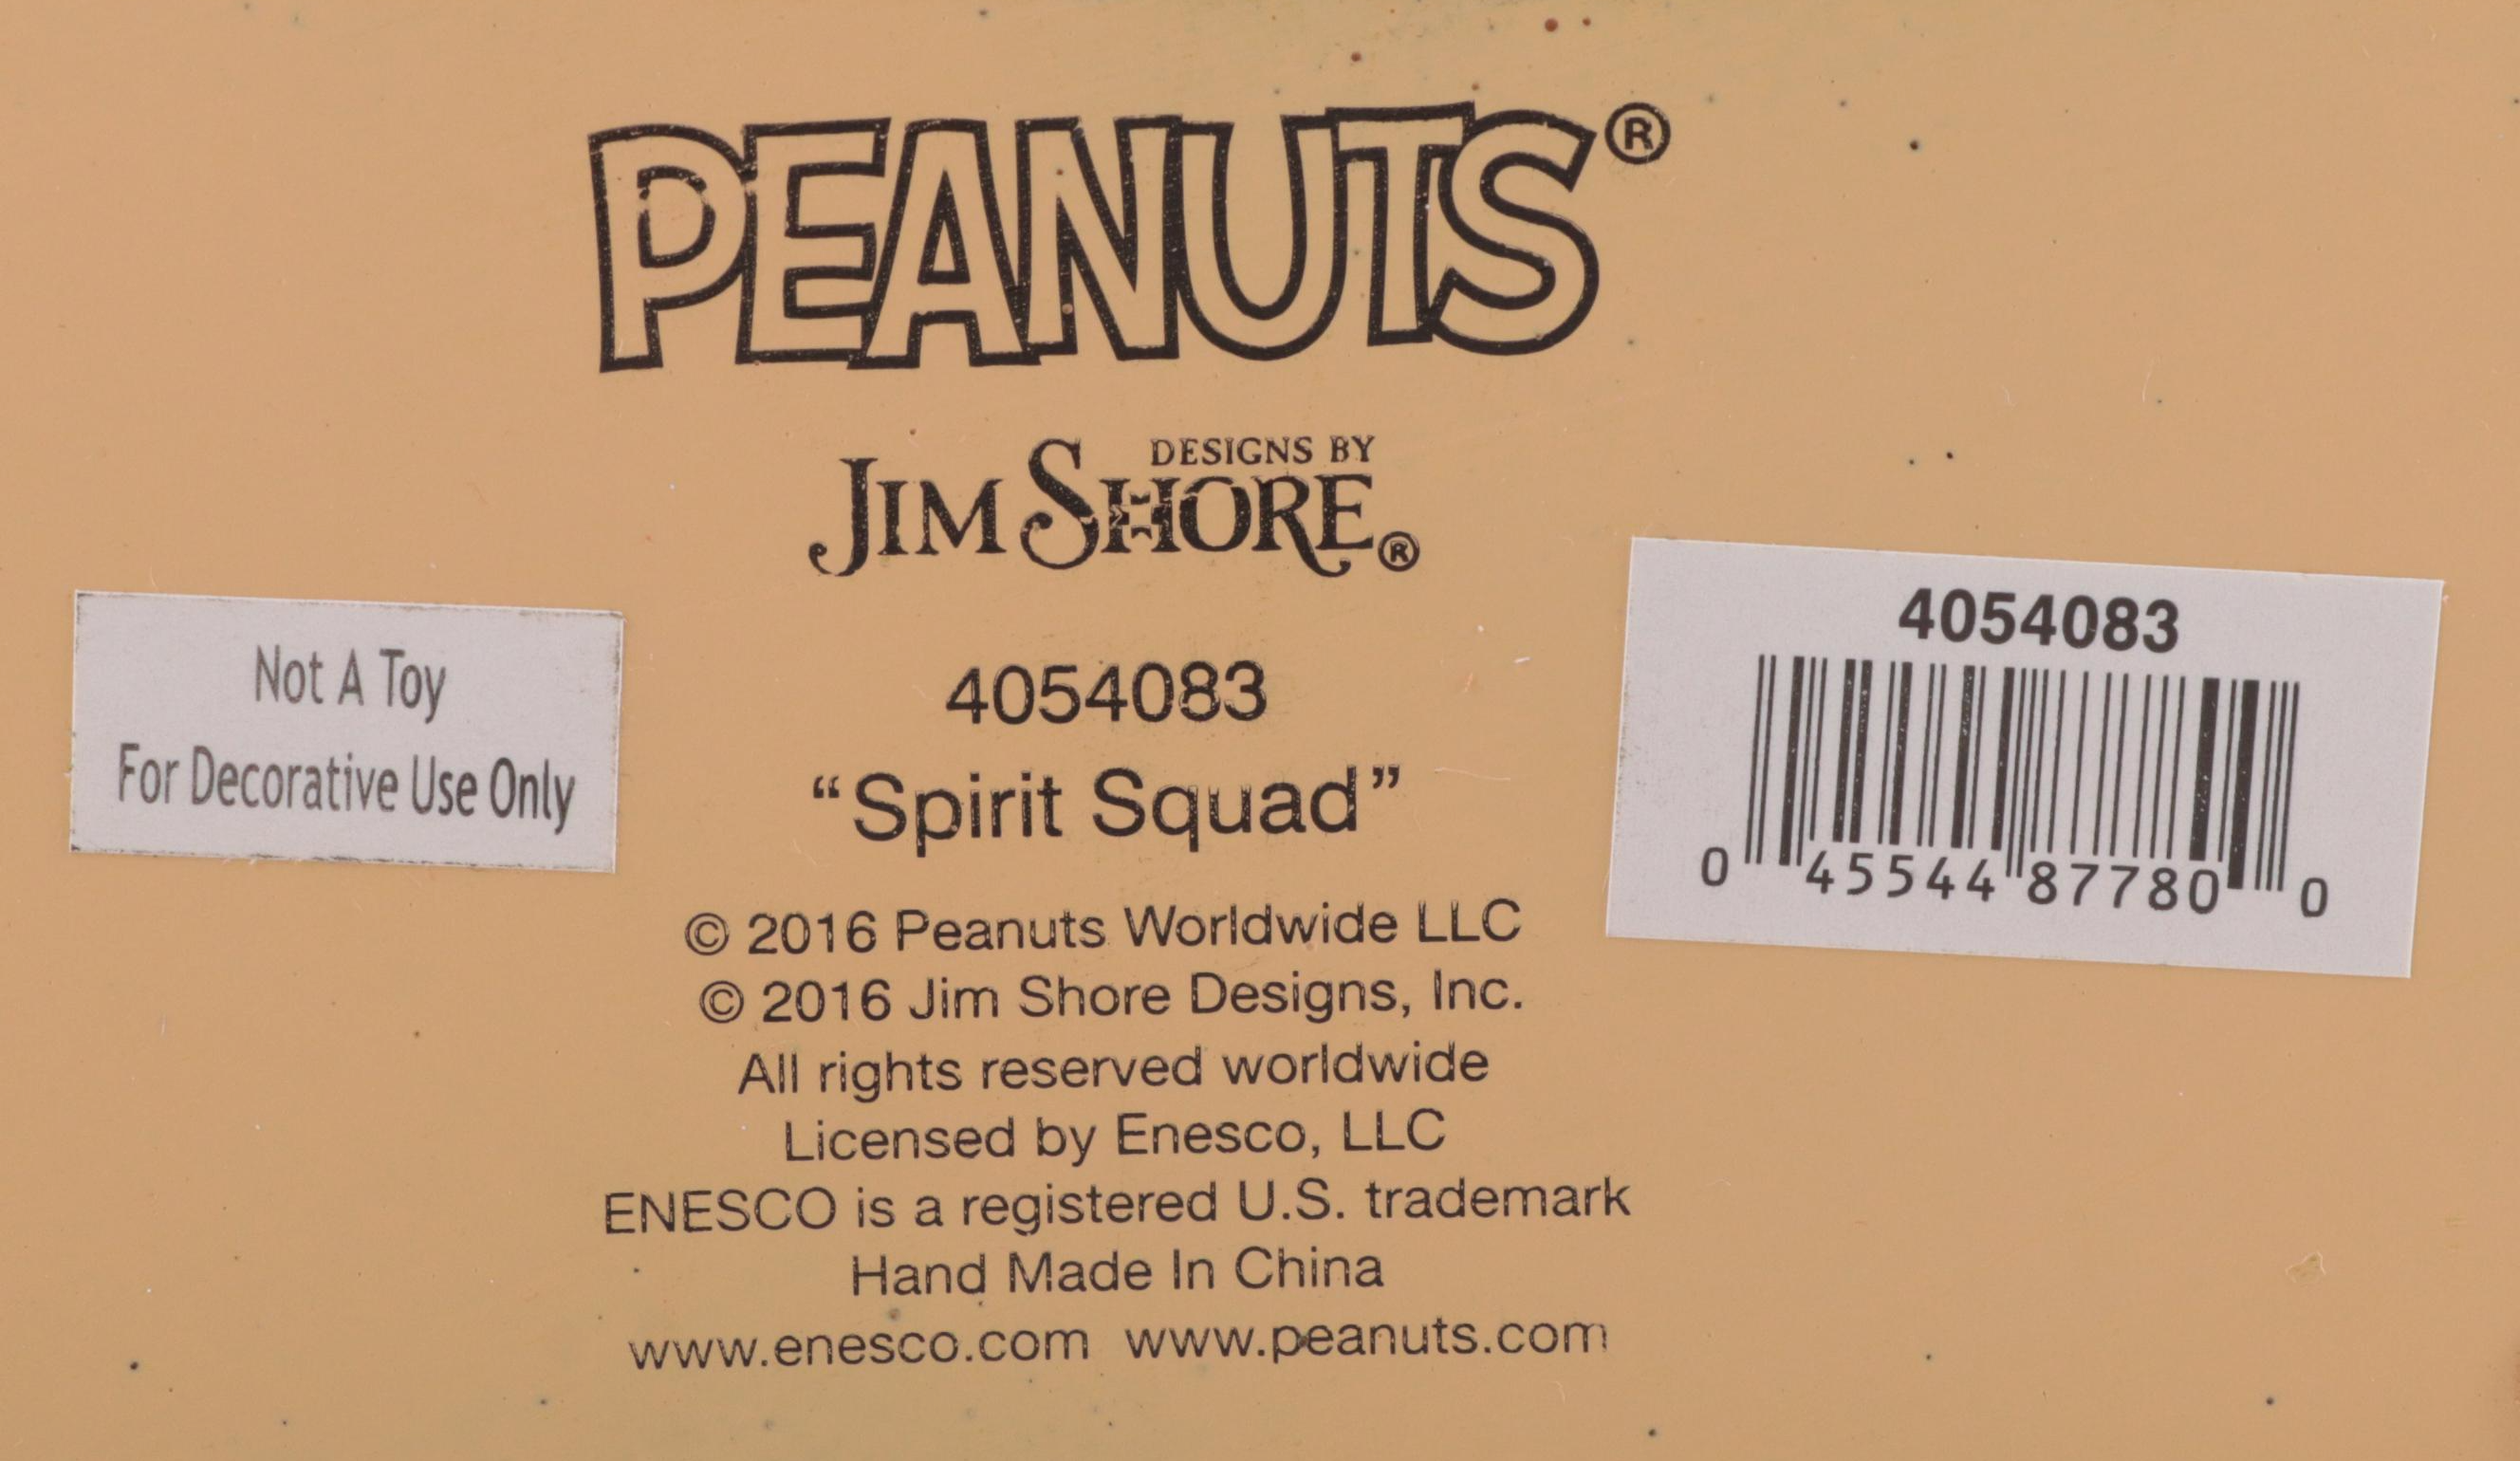 PEANUTS®
DESIGNS BY
JIM SHORE®
4054083
“Spirit Squad”
© 2016 Peanuts Worldwide LLC
© 2016 Jim Shore Designs, Inc.
All rights reserved worldwide
Licensed by Enesco, LLC
ENESCO is a registered U.S. trademark
Hand Made In China
www.enesco.com www.peanuts.com
Not A Toy
For Decorative Use Only
4054083
0 45544 87780 0